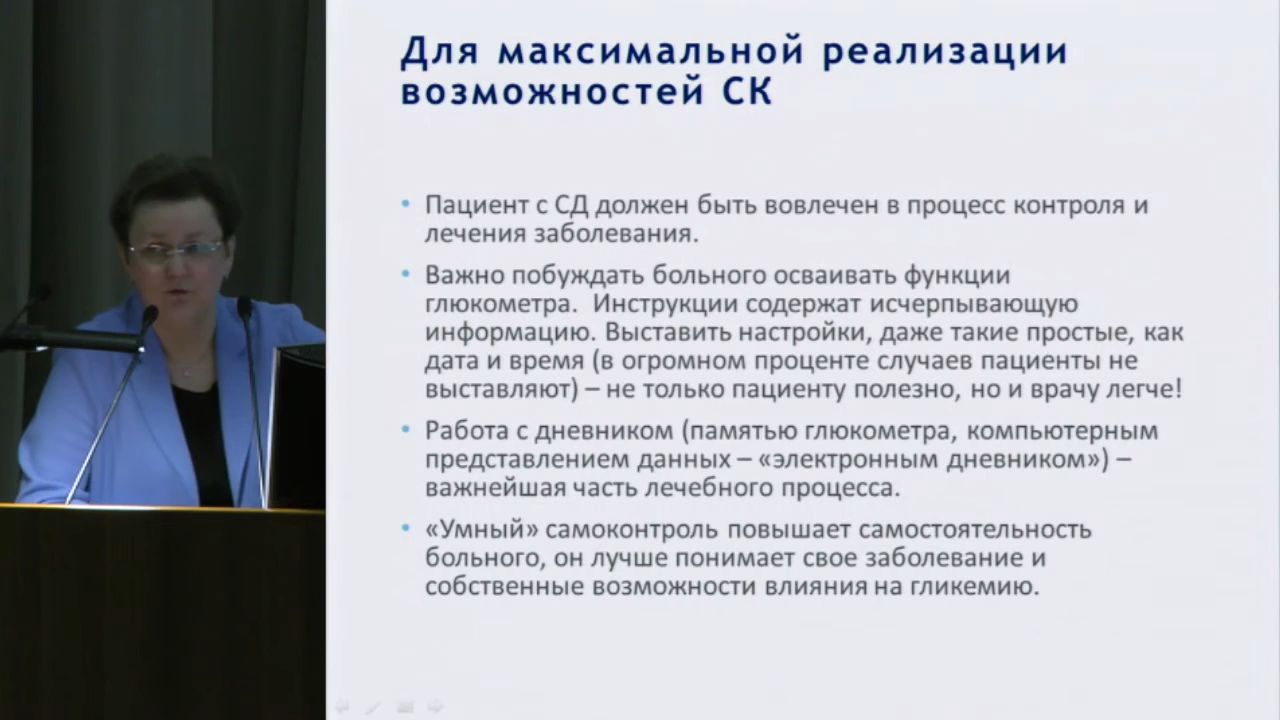 Для максимальной реализации
возможностей СК
• Пациент с СД должен быть вовлечен в процесс контроля и
лечения заболевания.
• Важно побуждать больного осваивать функции
глюкометра. Инструкции содержат исчерпывающую
информацию. Выставить настройки, даже такие простые, как
дата и время (в огромном проценте случаев пациенты не
выставляют) – не только пациенту полезно, но и врачу легче!
• Работа с дневником (памятью глюкометра, компьютерным
представлением данных – «электронным дневником») –
важнейшая часть лечебного процесса.
• «Умный» самоконтроль повышает самостоятельность
больного, он лучше понимает свое заболевание и
собственные возможности влияния на гликемию.